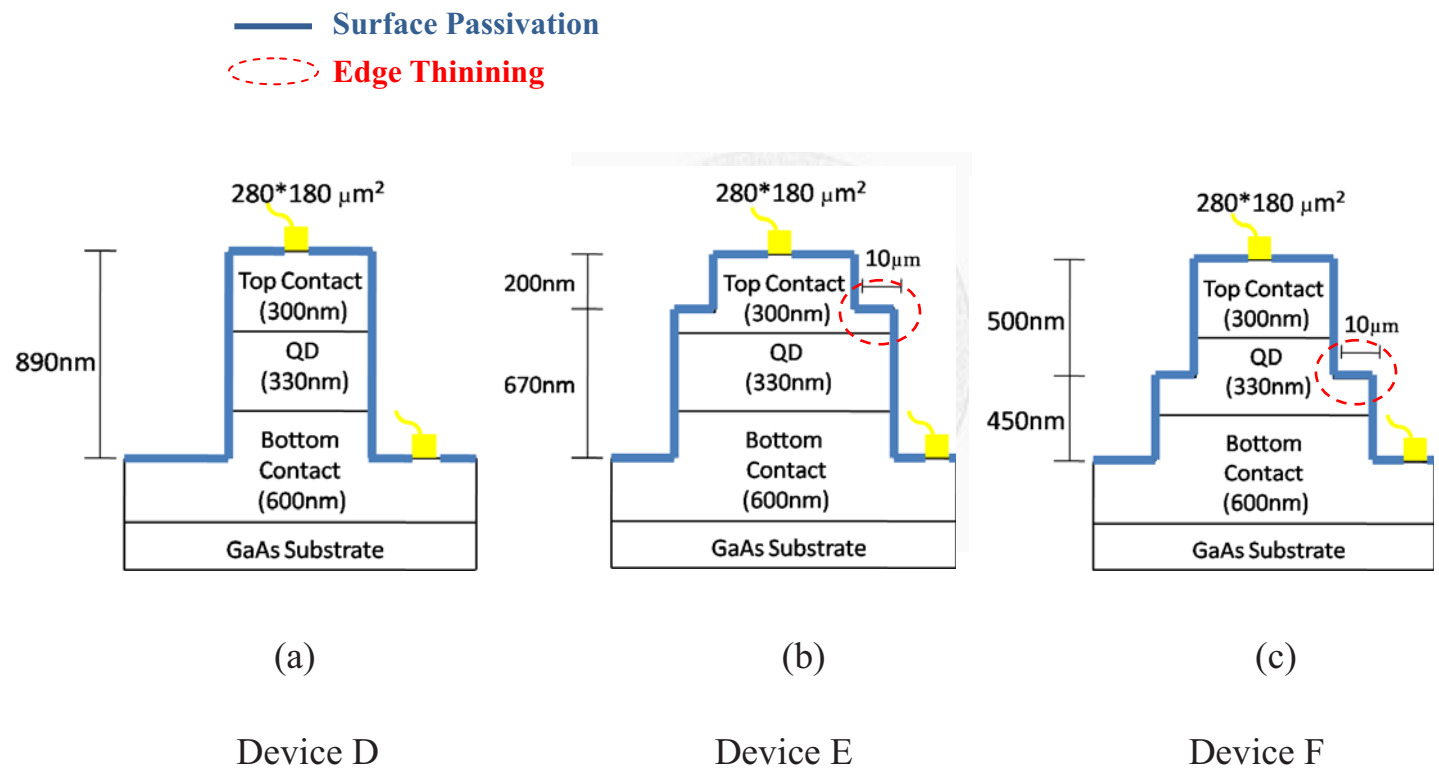 Surface Passivation
Edge Thinining
280*180 μm²
890nm
Top Contact
(300nm)
QD
(330nm)
Bottom
Contact
(600nm)
GaAs Substrate
(a)
Device D
280*180 μm²
10μm
200nm
670nm
Top Contact
(300nm)
QD
(330nm)
Bottom
Contact
(600nm)
GaAs Substrate
(b)
Device E
280*180 μm²
10μm
500nm
450nm
Top Contact
(300nm)
QD
(330nm)
Bottom
Contact
(600nm)
GaAs Substrate
(c)
Device F